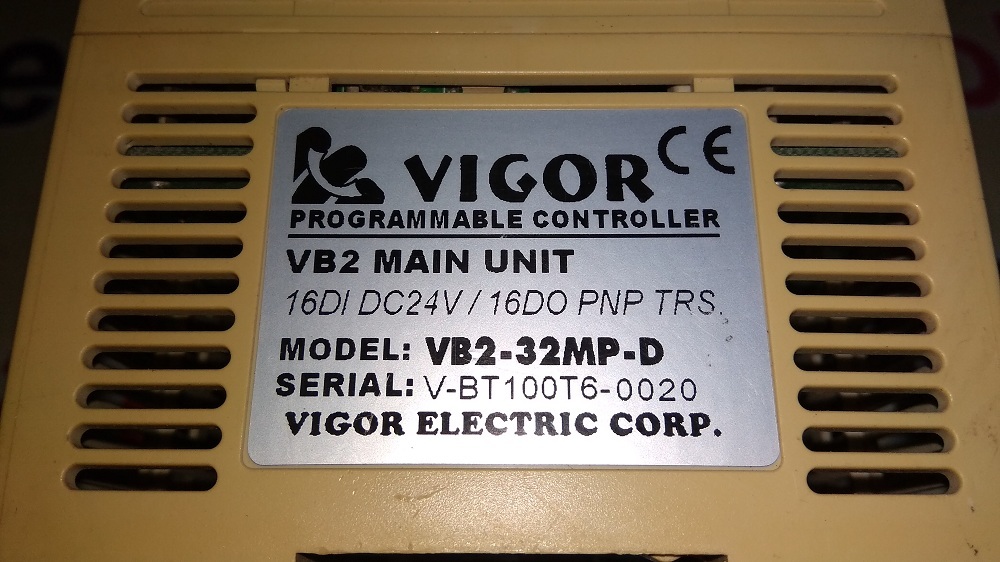 VIGOR CE
PROGRAMMABLE CONTROLLER
VB2 MAIN UNIT
16DI DC24V / 16DO PNP TRS.
MODEL: VB2-32MP-D
SERIAL: V-BT100T6-0020
VIGOR ELECTRIC CORP.